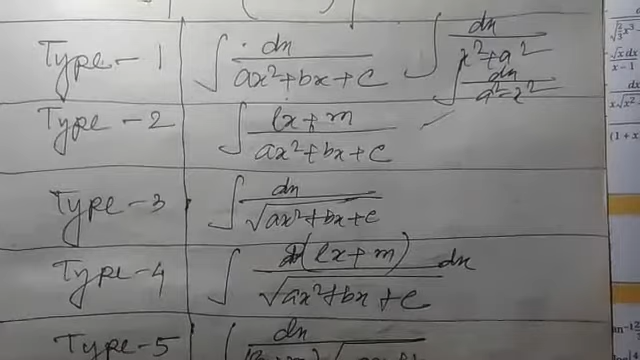 Type-1 ∫ dx / ax²+bx+c ∫ dx / x²+a²
∫ dx / a²-x²
Type-2 ∫ lx+m / ax²+bx+c
Type-3 ∫ dx / √ax²+bx+c
Type-4 ∫ (lx+m) / √ax²+bx+c dx
Type-5 ∫ dx